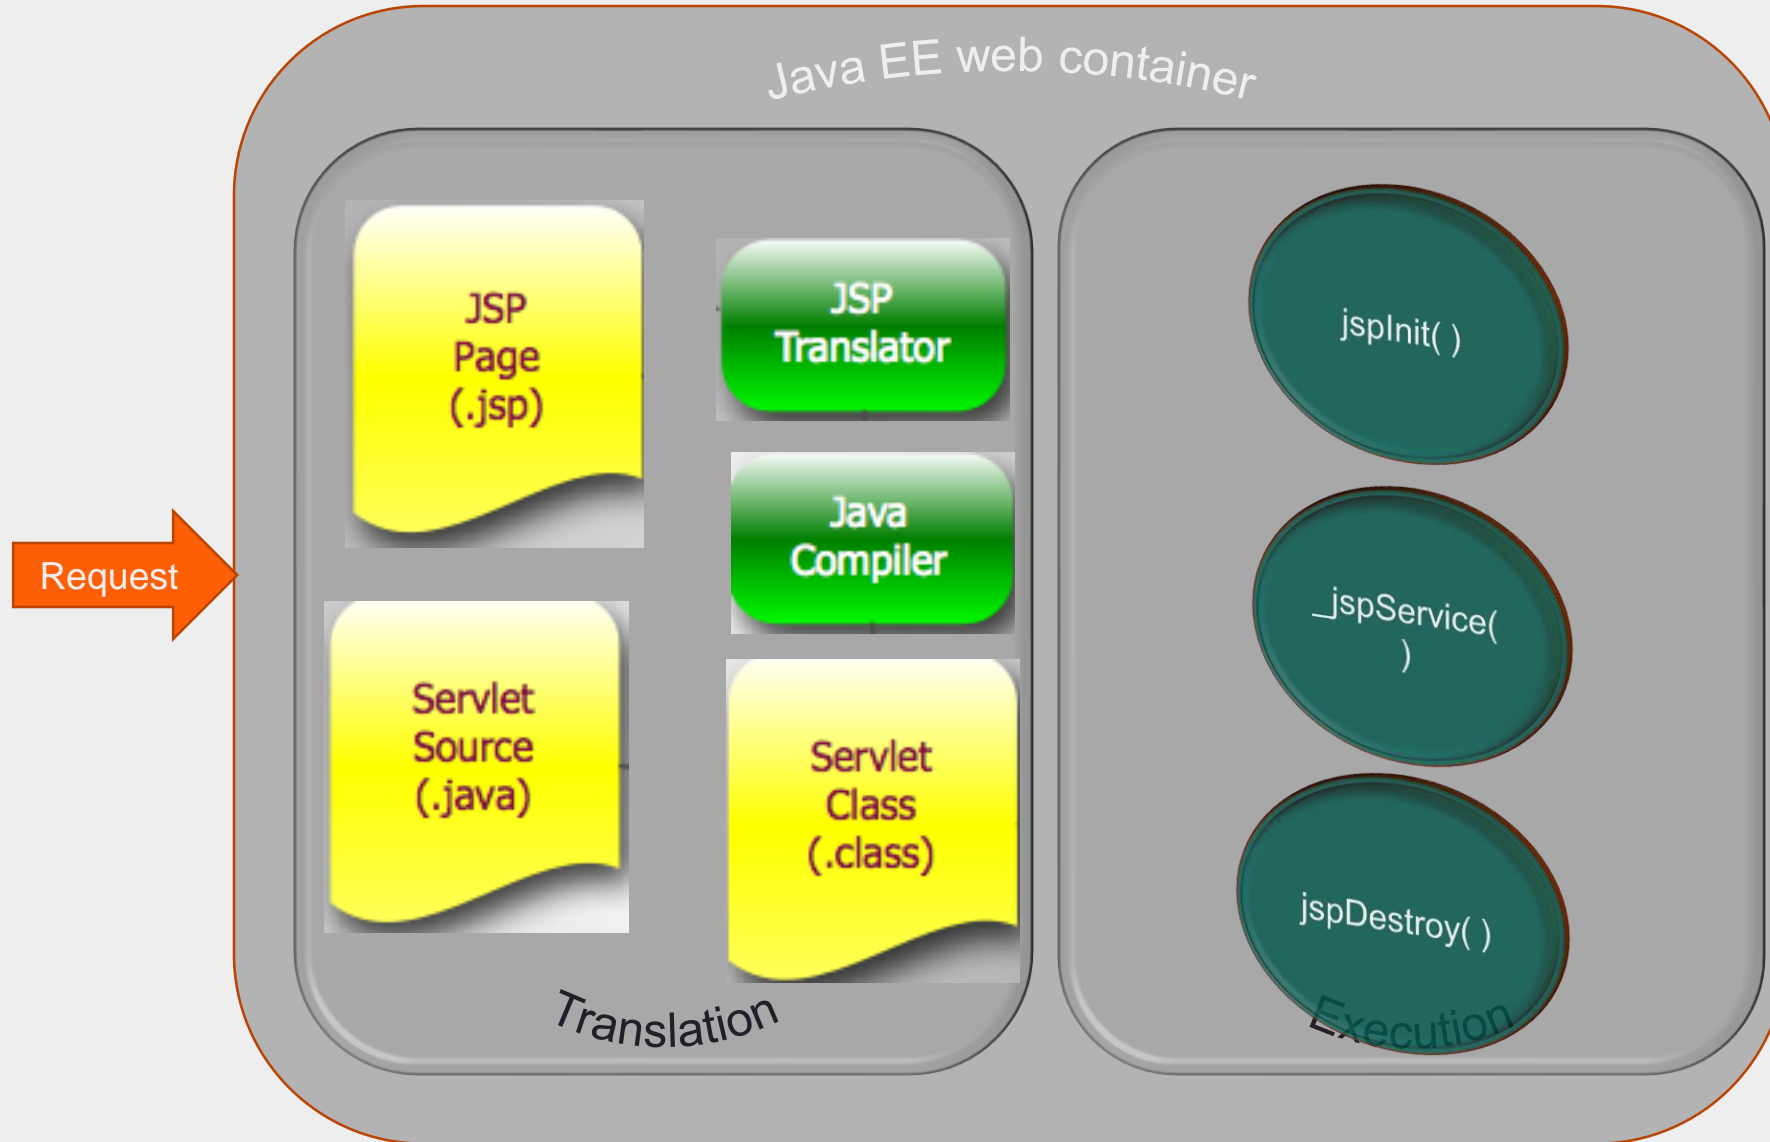 Java EE web container
Request
JSP
Page
(.jsp)
JSP
Translator
Java
Compiler
Servlet
Source
(.java)
Servlet
Class
(.class)
Translation
jspInit( )
_jspService(
)
jspDestroy( )
Execution